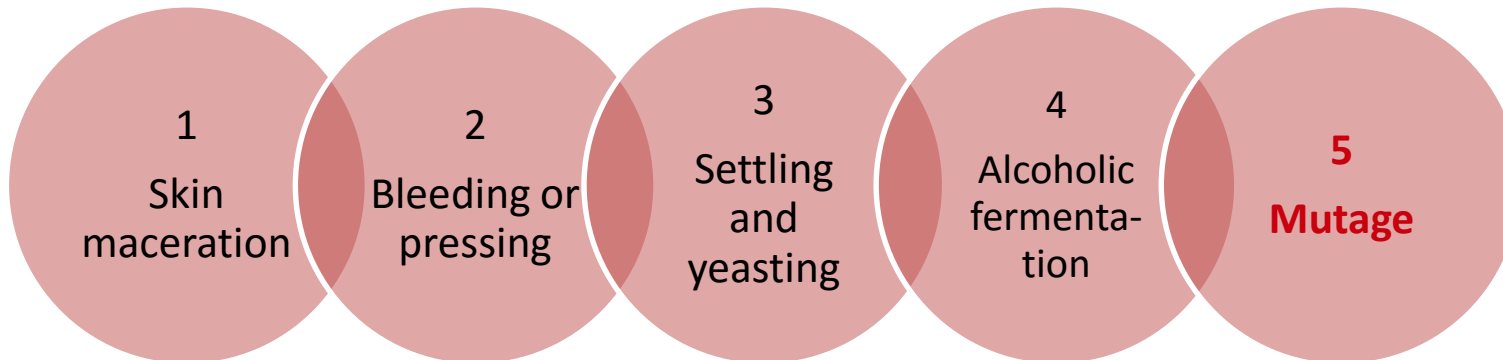 1
Skin
maceration
2
Bleeding or
pressing
3
Settling
and
yeasting
4
Alcoholic
fermenta-
tion
5
Mutage